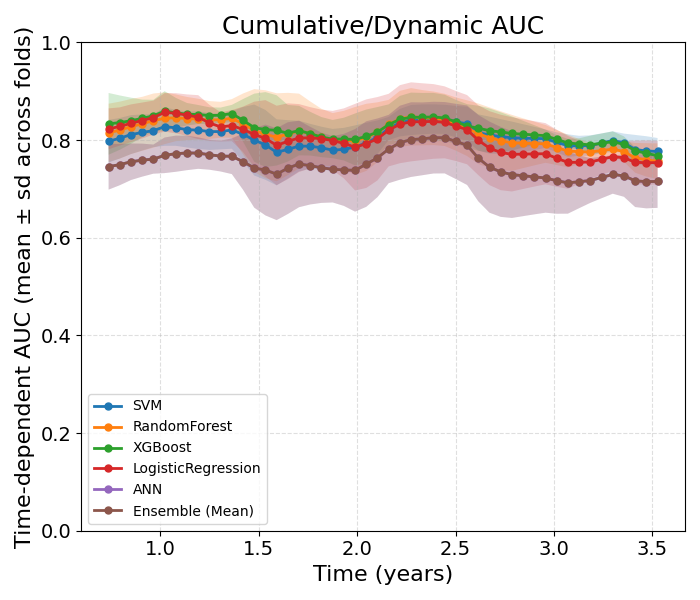 Cumulative/Dynamic AUC
Time-dependent AUC (mean ± sd across folds)
1.0
0.8
0.6
0.4
0.2
0.0
SVM
RandomForest
XGBoost
LogisticRegression
ANN
Ensemble (Mean)
1.0 1.5 2.0 2.5 3.0 3.5
Time (years)